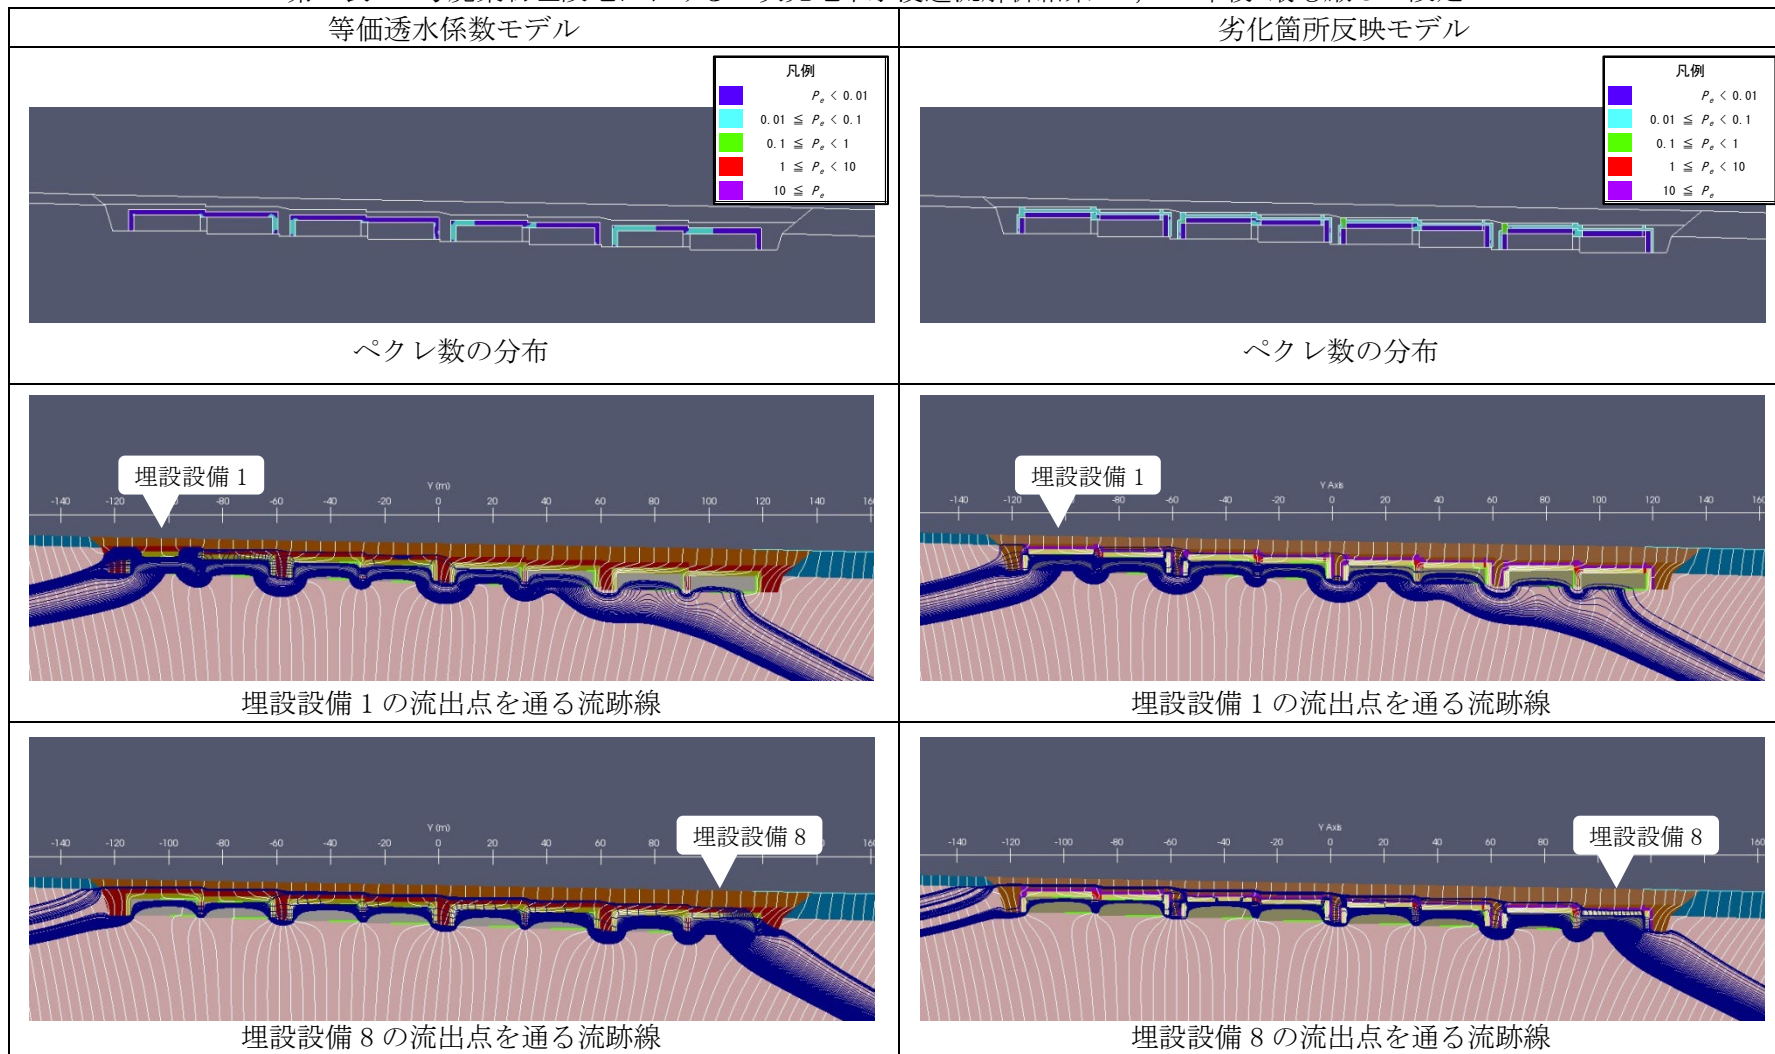 等価透水係数モデル
劣化箇所反映モデル
凡例
Pₑ < 0.01
0.01 ≦ Pₑ < 0.1
0.1 ≦ Pₑ < 1
1 ≦ Pₑ < 10
10 ≦ Pₑ
凡例
Pₑ < 0.01
0.01 ≦ Pₑ < 0.1
0.1 ≦ Pₑ < 1
1 ≦ Pₑ < 10
10 ≦ Pₑ
ペクレ数の分布
ペクレ数の分布
埋設設備 1
Y (m)
-140 -120 -80 -60 -40 -20 0 20 40 60 80 100 120 140 160
埋設設備 1
Y Axis
-140 -120 -80 -60 -40 -20 0 20 40 60 80 100 120 140 160
埋設設備 1 の流出点を通る流跡線
埋設設備 1 の流出点を通る流跡線
埋設設備 8
Y (m)
-140 -120 -100 -80 -60 -40 -20 0 20 40 60 80 140 160
埋設設備 8
Y Axis
-140 -120 -100 -80 -60 -40 -20 0 20 40 60 80 160
埋設設備 8 の流出点を通る流跡線
埋設設備 8 の流出点を通る流跡線